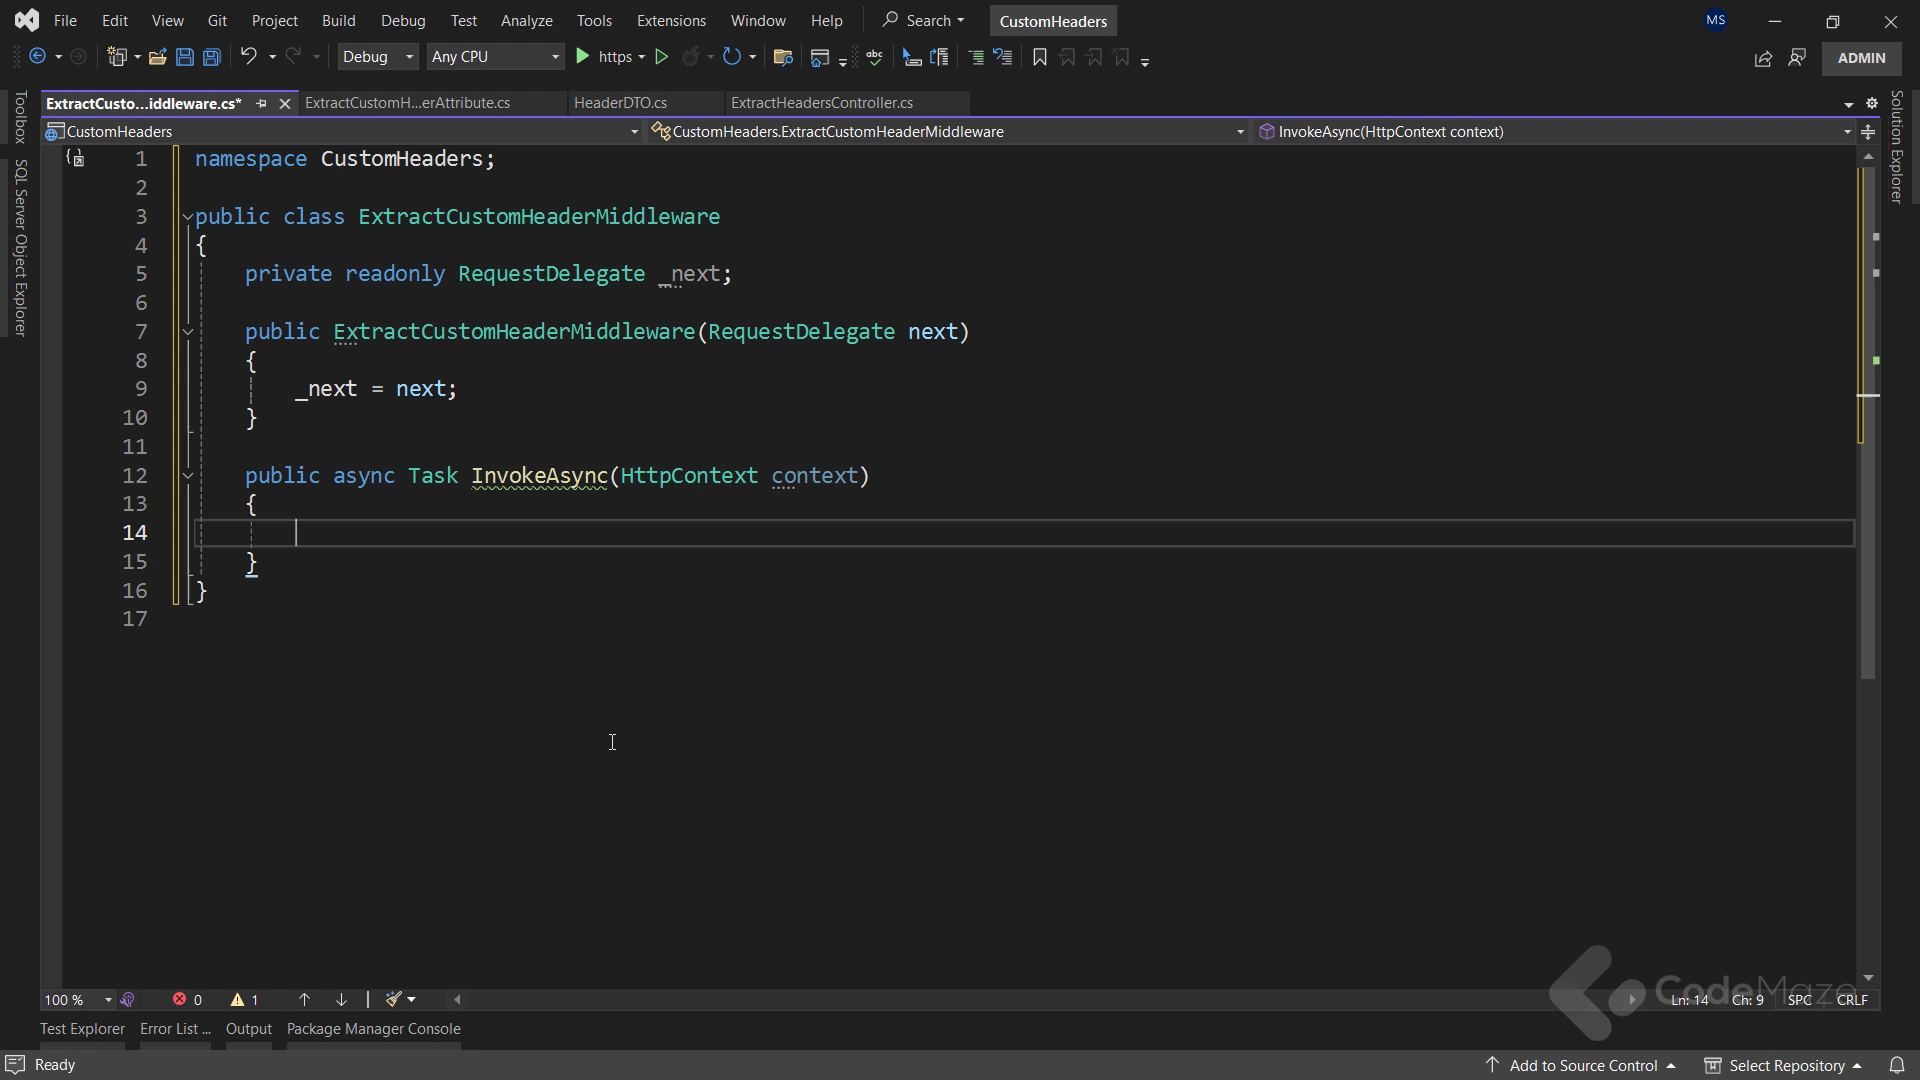 File Edit View Git Project Build Debug Test Analyze Tools Extensions Window Help Search CustomHeaders MS
Debug Any CPU https abc ADMIN
Toolbox
SQL Server Object Explorer
Solution Explorer
ExtractCusto...iddleware.cs* ExtractCustomH...erAttribute.cs HeaderDTO.cs ExtractHeadersController.cs
CustomHeaders CustomHeaders.ExtractCustomHeaderMiddleware InvokeAsync(HttpContext context)
1 namespace CustomHeaders;
2
3 public class ExtractCustomHeaderMiddleware
4 {
5 private readonly RequestDelegate _next;
6
7 public ExtractCustomHeaderMiddleware(RequestDelegate next)
8 {
9 _next = next;
10 }
11
12 public async Task InvokeAsync(HttpContext context)
13 {
14
15 }
16 }
17
CodeMaze
100 % 0 1 Ln: 14 Ch: 9 SPC CRLF
Test Explorer Error List ... Output Package Manager Console
Ready Add to Source Control Select Repository